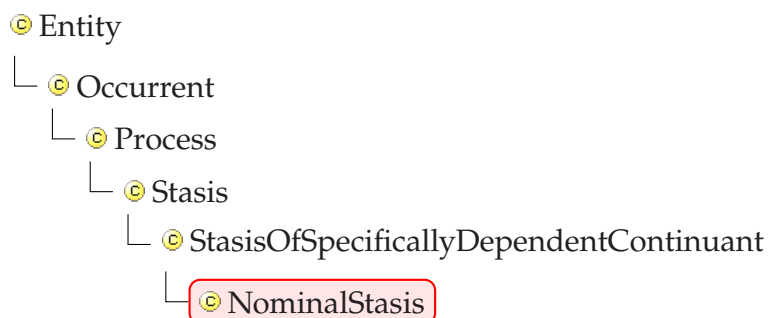 Entity
Occurrent
Process
Stasis
StasisOfSpecificallyDependentContinuant
NominalStasis